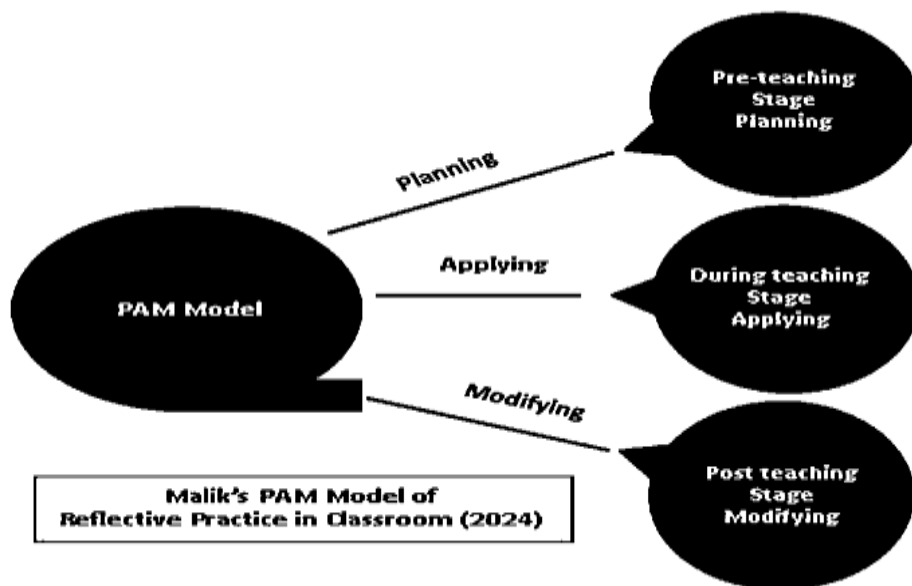 Pre-teaching
Stage
Planning
Planning
Applying
PAM Model
During teaching
Stage
Applying
Modifying
Post teaching
Stage
Modifying
Malik's PAM Model of
Reflective Practice in Classroom (2024)